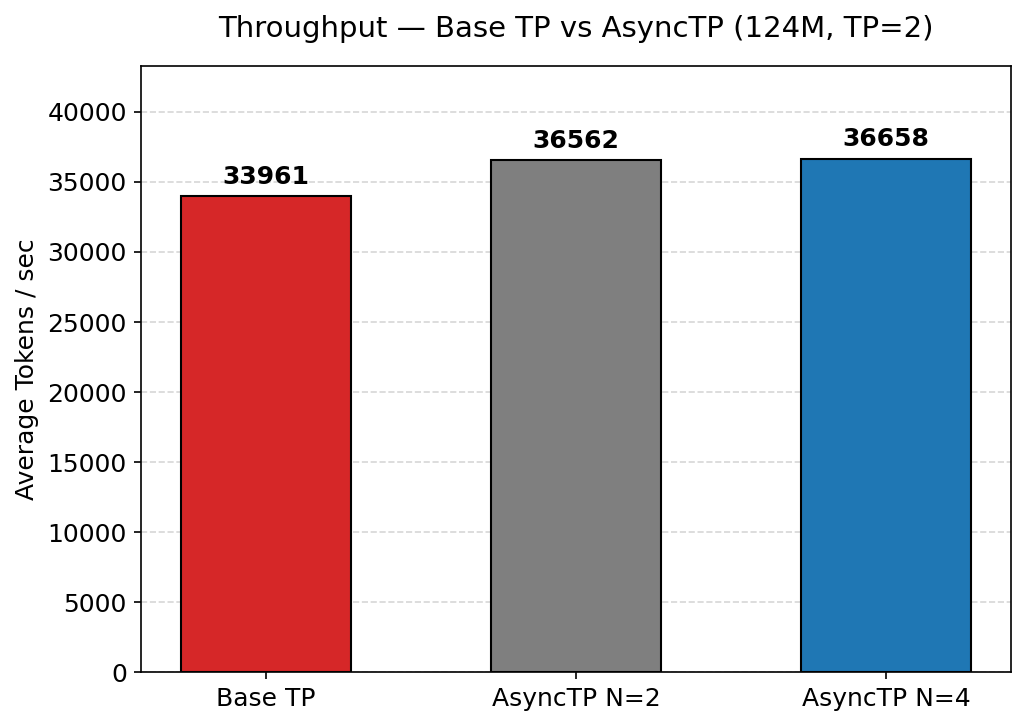 Throughput — Base TP vs AsyncTP (124M, TP=2)
Average Tokens / sec
40000
35000
30000
25000
20000
15000
10000
5000
0
33961
36562
36658
Base TP
AsyncTP N=2
AsyncTP N=4